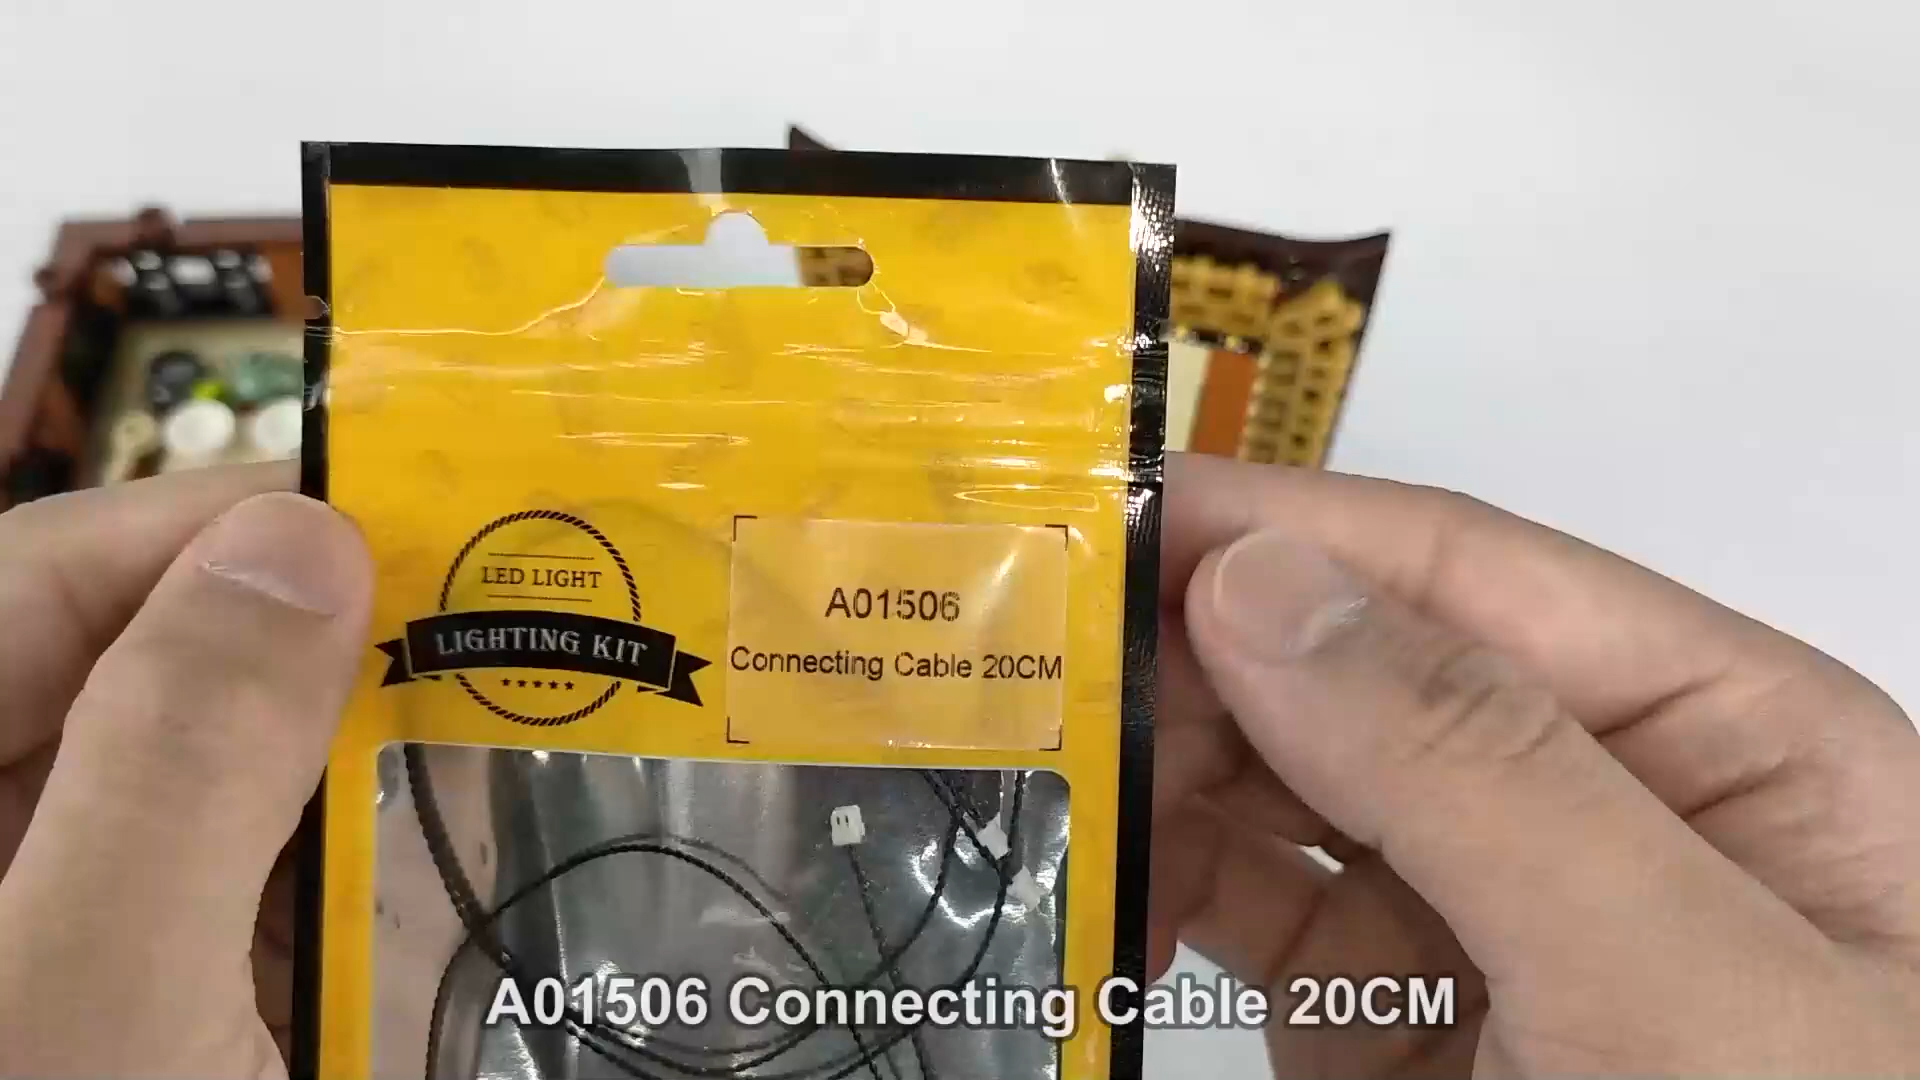 LED LIGHT
LIGHTING KIT
A01506
Connecting Cable 20CM
A01506 Connecting Cable 20CM